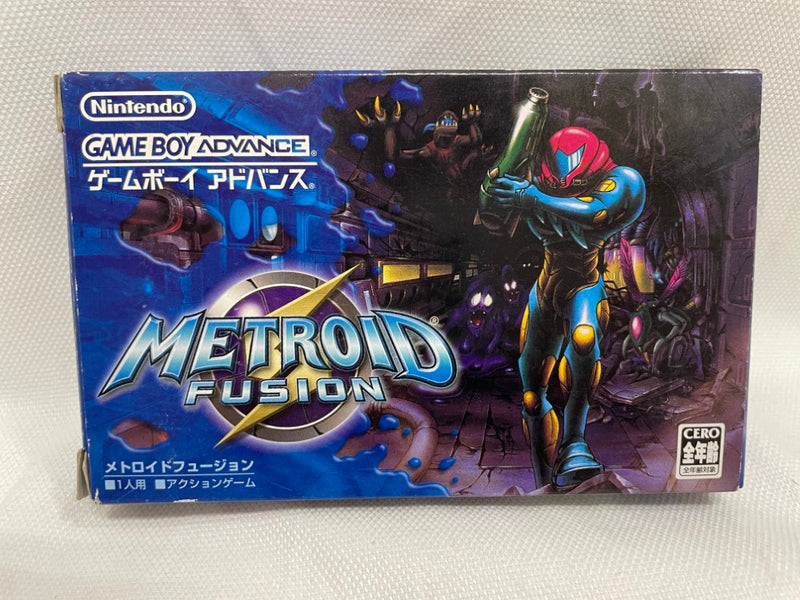 Nintendo
GAME BOY ADVANCE
ゲームボーイ アドバンス
METROID
FUSION
メトロイドフュージョン
■1人用 ■アクションゲーム
CERO
全年齢
全年齢対象